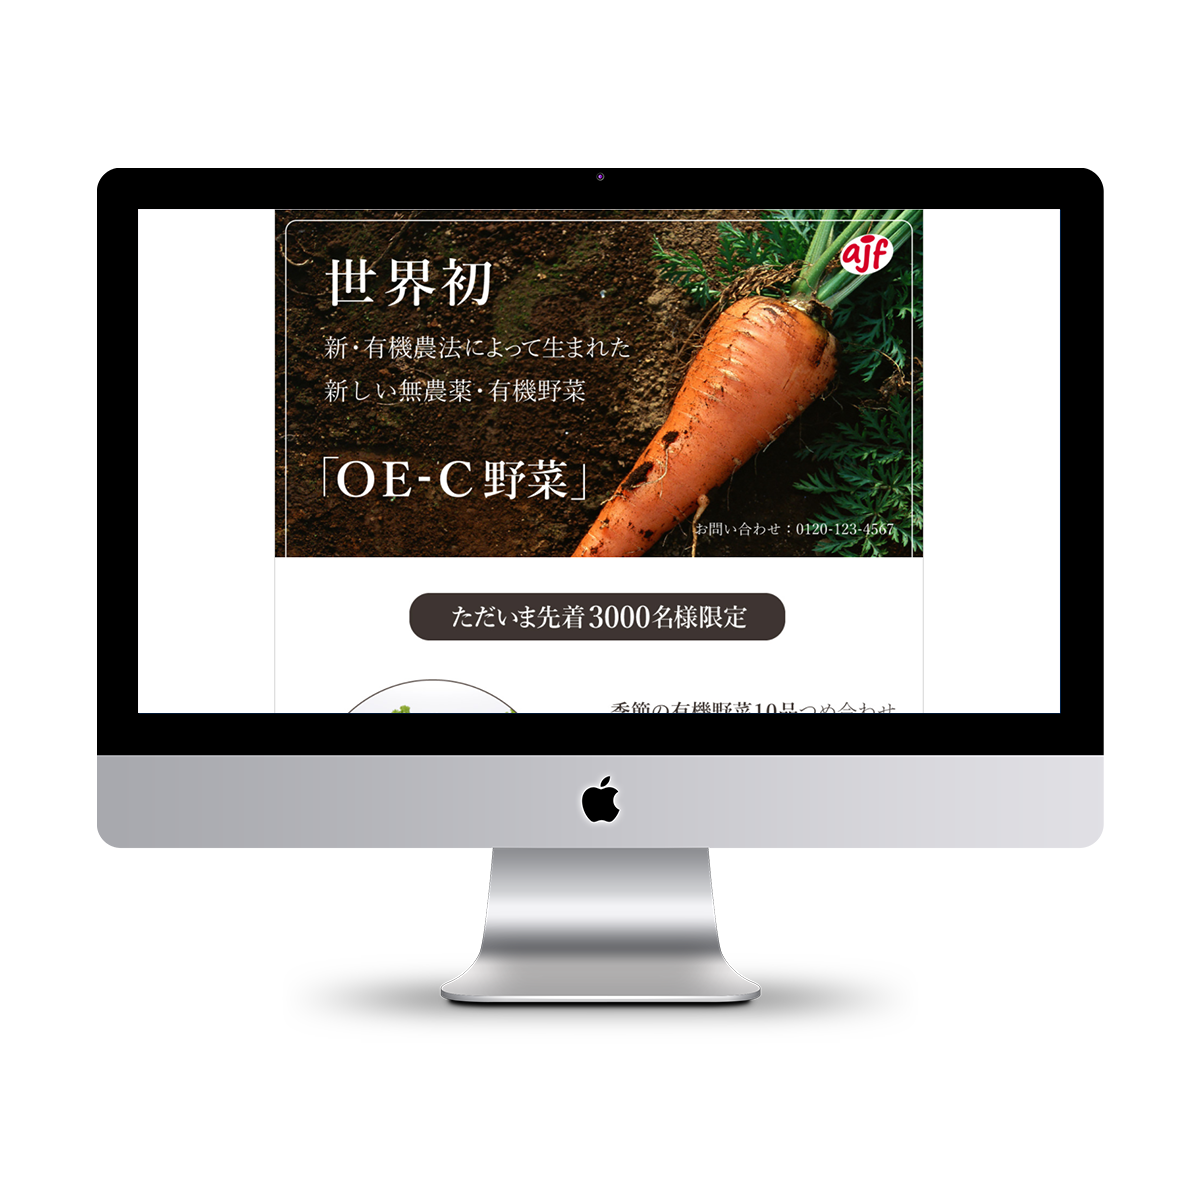 ajf
世界初
新・有機農法によって生まれた
新しい無農薬・有機野菜
「OE-C 野菜」
お問い合わせ：0120-123-4567
ただいま先着3000名様限定
季節の有機野菜10品つめ合わせ